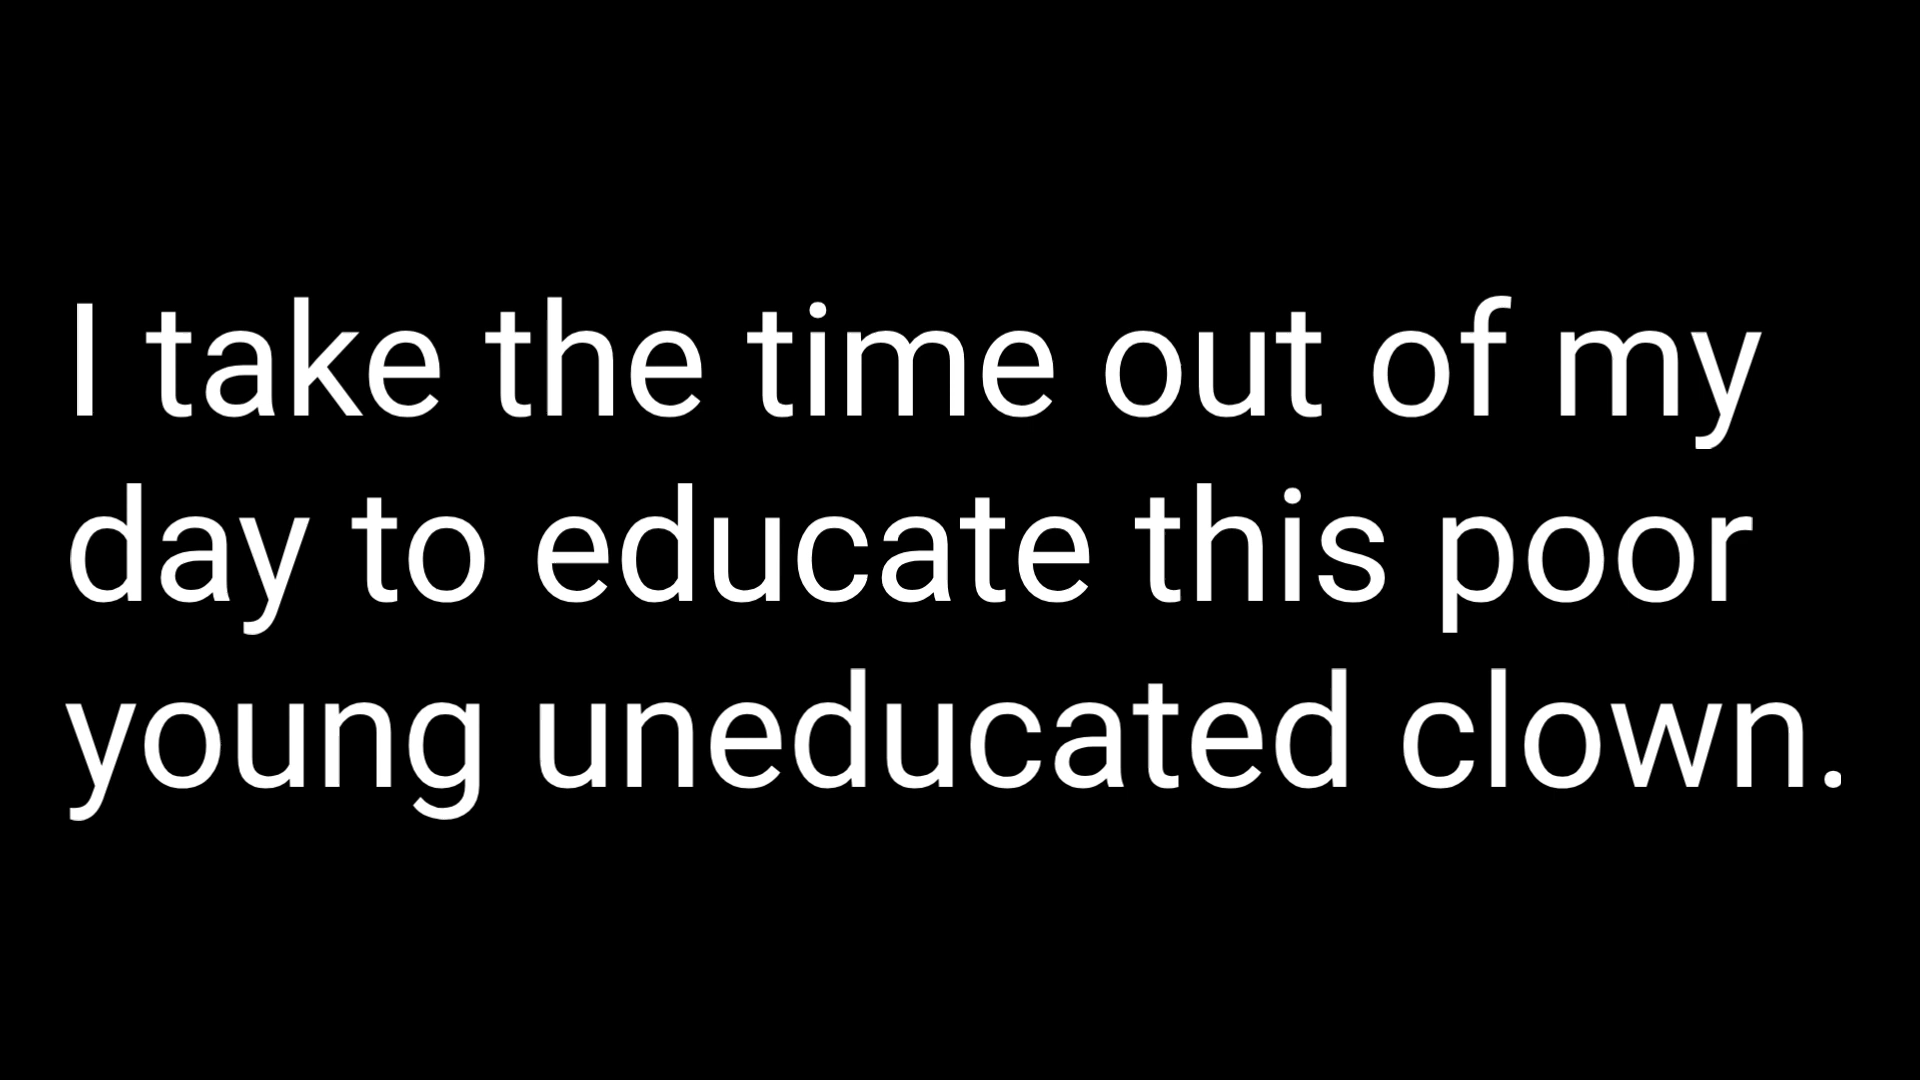 I take the time out of my
day to educate this poor
young uneducated clown.